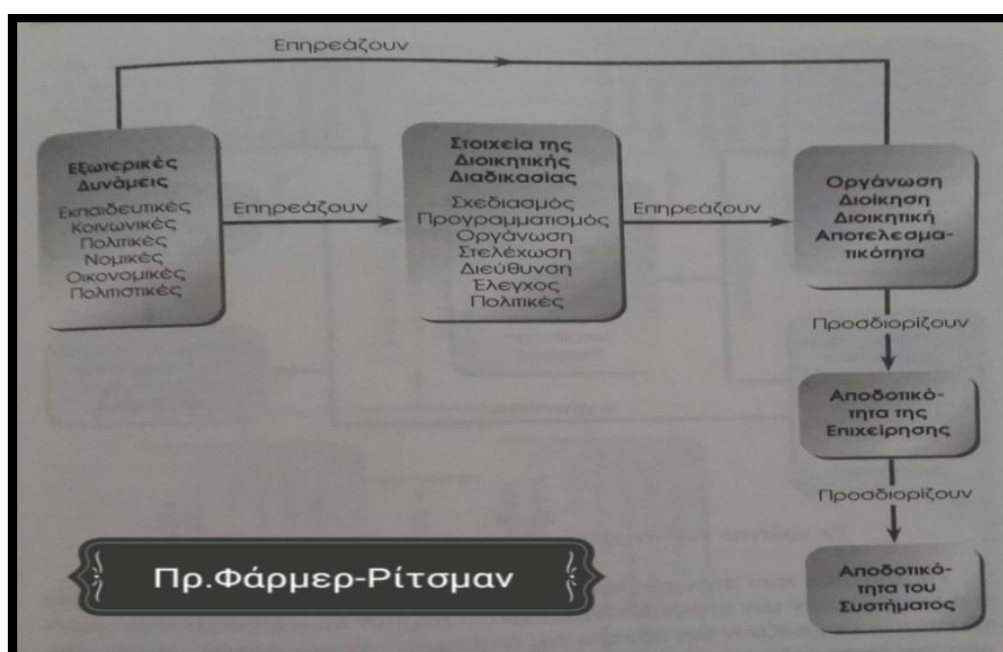 Επηρεάζουν
Εξωτερικές
Δυνάμεις
Εκπαιδευτικές
Κοινωνικές
Πολιτικές
Νομικές
Οικονομικές
Πολιτιστικές
Επηρεάζουν
Στοιχεία της
Διοικητικής
Διαδικασίας
Σχεδιασμός
Προγραμματισμός
Οργάνωση
Στελέχωση
Διεύθυνση
Έλεγχος
Πολιτικές
Επηρεάζουν
Οργάνωση
Διοίκηση
Διοικητική
Αποτελεσμα-
τικότητα
Προσδιορίζουν
Αποδοτικό-
τητα της
Επιχείρησης
Προσδιορίζουν
Αποδοτικό-
τητα του
Συστήματος
Πρ.Φάρμερ-Ρίτσμαν